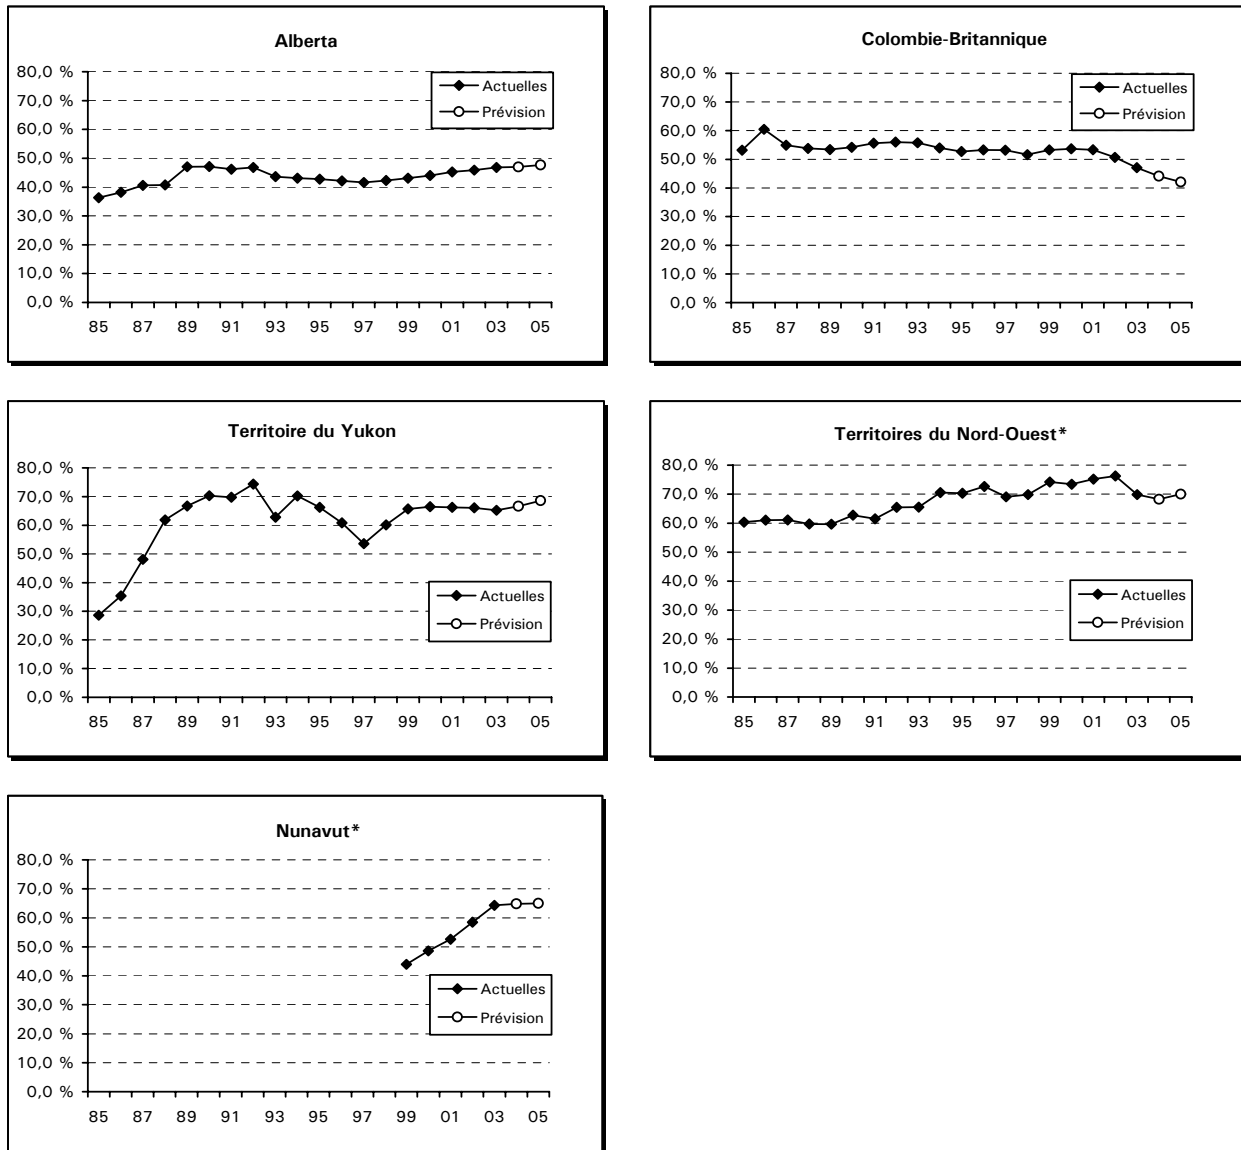 Alberta
80,0 %
70,0 %
60,0 %
50,0 %
40,0 %
30,0 %
20,0 %
10,0 %
0,0 %
85 87 89 91 93 95 97 99 01 03 05
Actuelles
Prévision
Colombie-Britannique
80,0 %
70,0 %
60,0 %
50,0 %
40,0 %
30,0 %
20,0 %
10,0 %
0,0 %
85 87 89 91 93 95 97 99 01 03 05
Actuelles
Prévision
Territoire du Yukon
80,0 %
70,0 %
60,0 %
50,0 %
40,0 %
30,0 %
20,0 %
10,0 %
0,0 %
85 87 89 91 93 95 97 99 01 03 05
Actuelles
Prévision
Territoires du Nord-Ouest*
80,0 %
70,0 %
60,0 %
50,0 %
40,0 %
30,0 %
20,0 %
10,0 %
0,0 %
85 87 89 91 93 95 97 99 01 03 05
Actuelles
Prévision
Nunavut*
80,0 %
70,0 %
60,0 %
50,0 %
40,0 %
30,0 %
20,0 %
10,0 %
0,0 %
85 87 89 91 93 95 97 99 01 03 05
Actuelles
Prévision